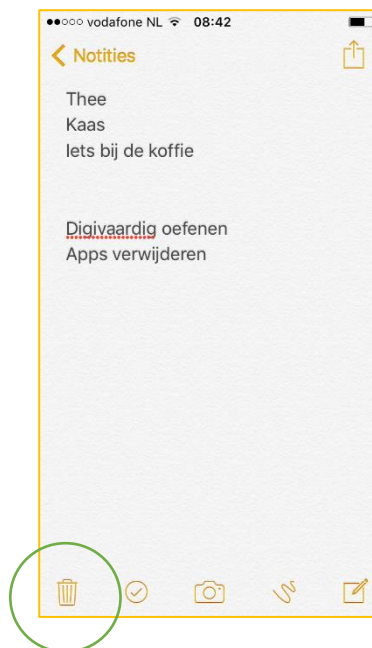 vodafone NL 08:42
Notities
Thee
Kaas
Iets bij de koffie
Digivaardig oefenen
Apps verwijderen